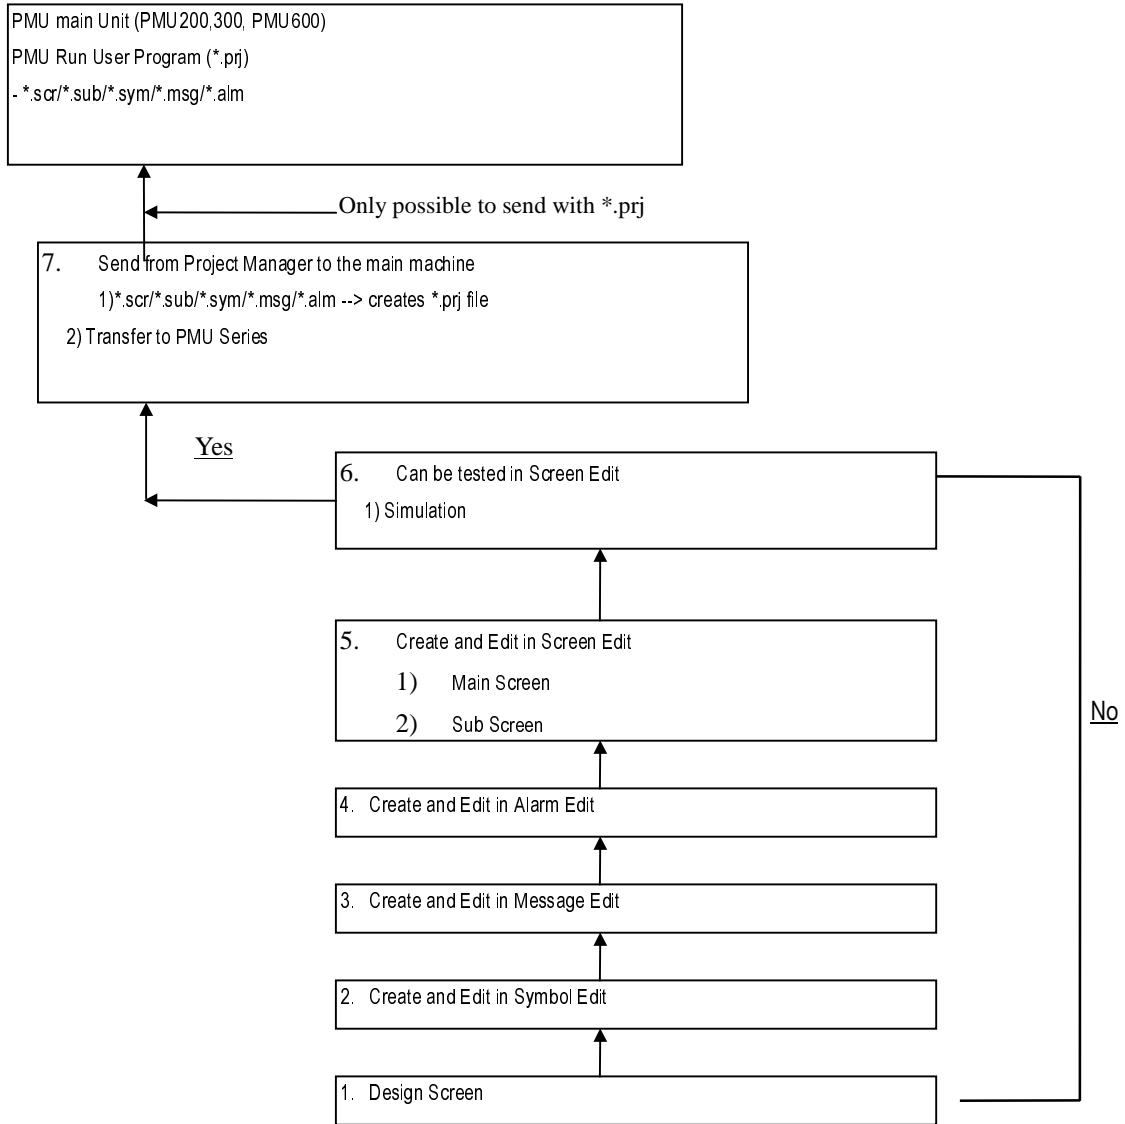 PMU main Unit (PMU200,300, PMU600)
PMU Run User Program (*.prj)
- *.scr/*.sub/*.sym/*.msg/*.alm
Only possible to send with *.prj
7. Send from Project Manager to the main machine
1)*.scr/*.sub/*.sym/*.msg/*.alm --> creates *.prj file
2) Transfer to PMU Series
Yes
6. Can be tested in Screen Edit
1) Simulation
5. Create and Edit in Screen Edit
1) Main Screen
2) Sub Screen
No
4. Create and Edit in Alarm Edit
3. Create and Edit in Message Edit
2. Create and Edit in Symbol Edit
1. Design Screen